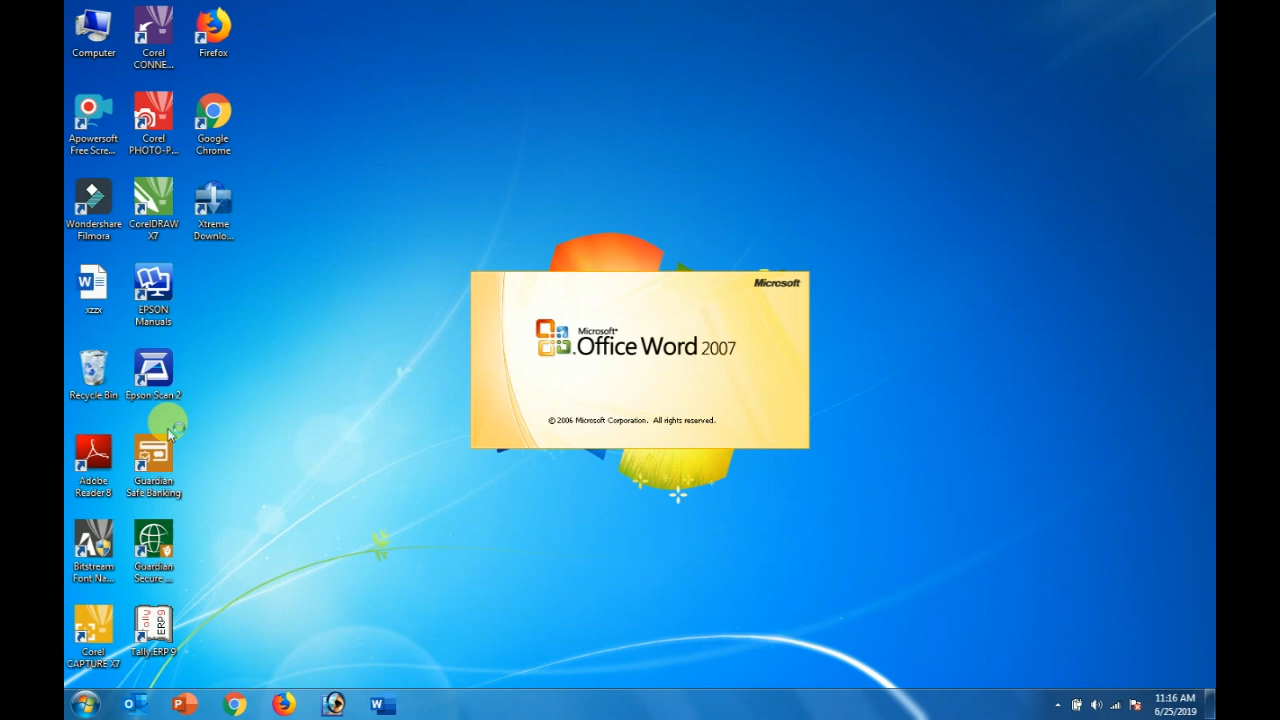 Computer
Corel
CONNE...
Firefox
Apowersoft
Free Scre...
Corel
PHOTO-P...
Google
Chrome
Wondershare
Filmora
CorelDRAW
X7
Xtreme
Downlo...
xzzx
EPSON
Manuals
Recycle Bin
Epson Scan 2
Adobe
Reader 8
Guardian
Safe Banking
Bitstream
Font Na...
Guardian
Secure ...
Corel
CAPTURE X7
Tally
ERP9
Tally.ERP 9
Microsoft
Microsoft®
Office Word 2007
© 2006 Microsoft Corporation. All rights reserved.
11:16 AM
6/25/2019